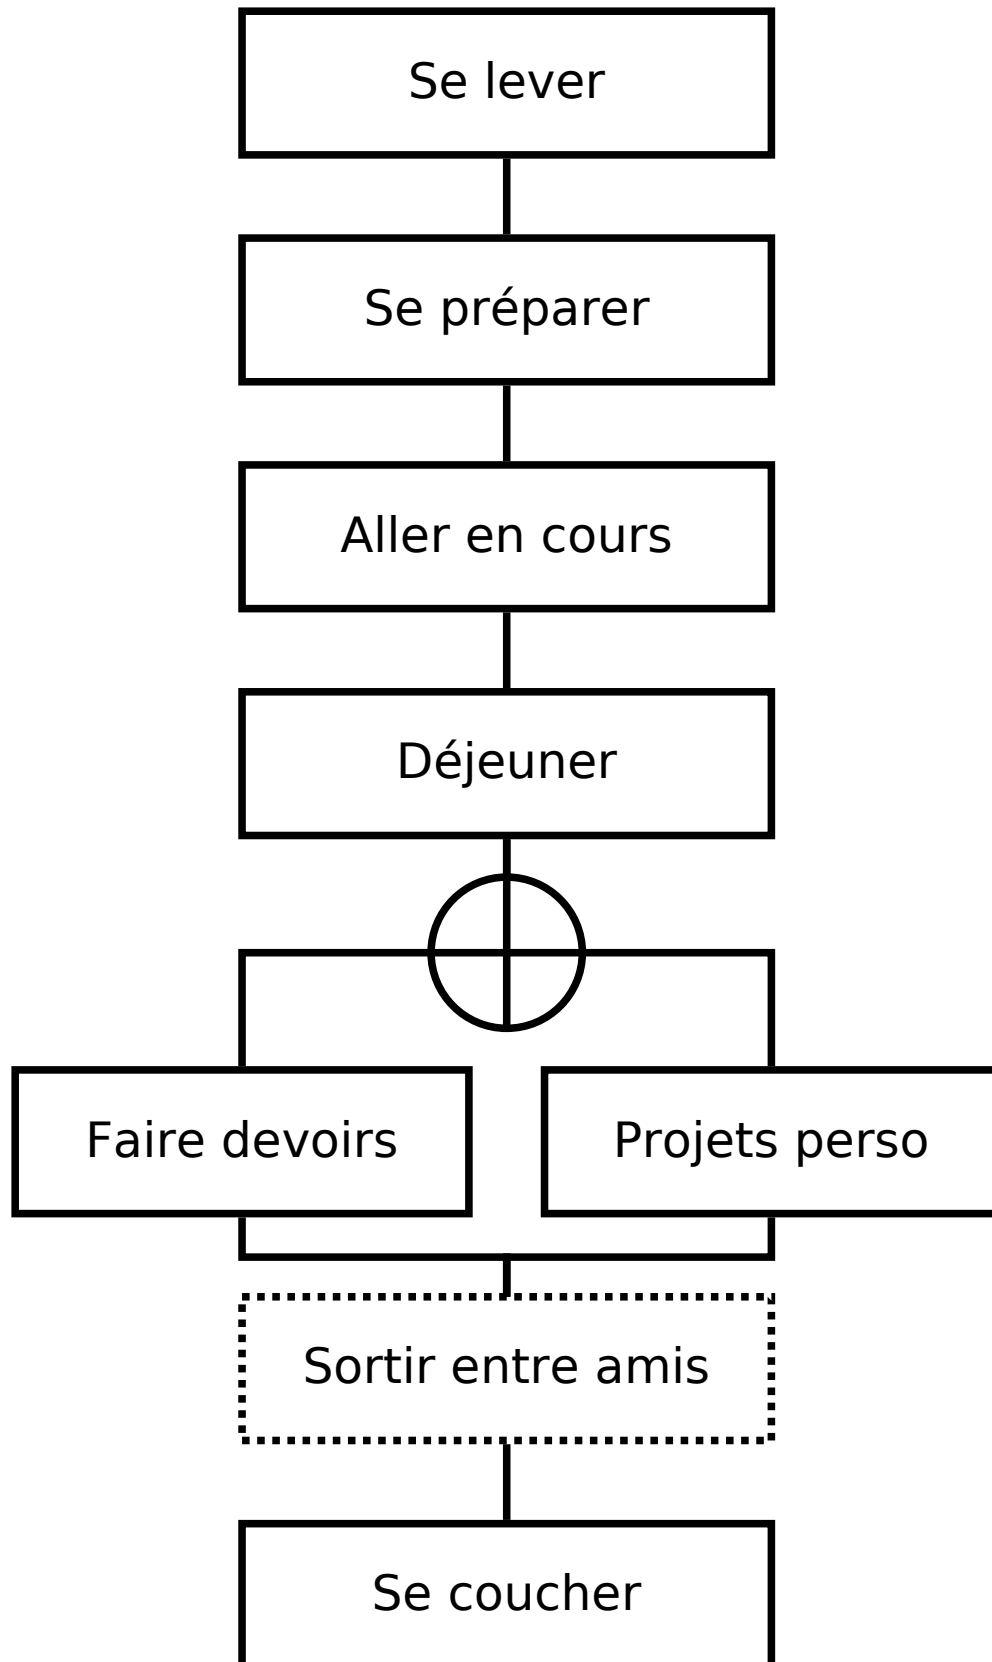 Se lever
Se préparer
Aller en cours
Déjeuner
Faire devoirs
Projets perso
Sortir entre amis
Se coucher